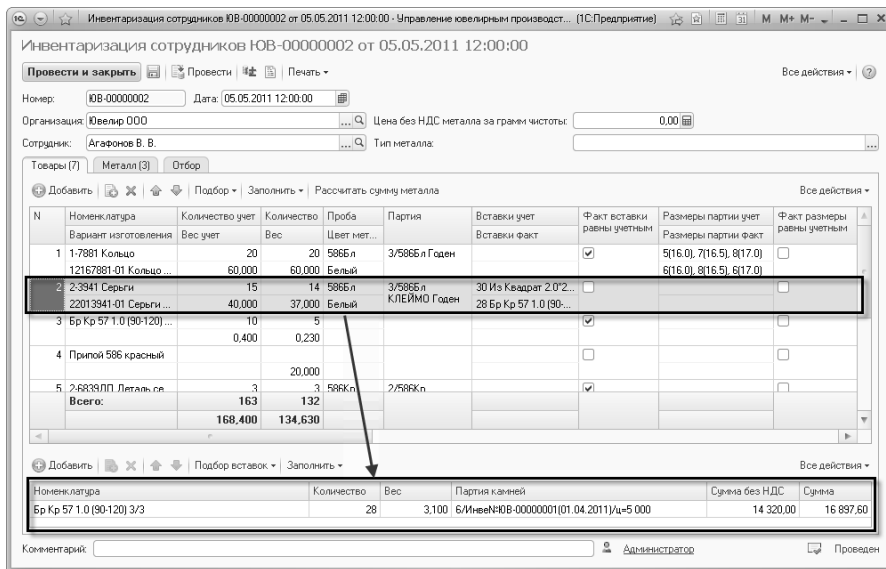 Инвентаризация сотрудников ЮВ-00000002 от 05.05.2011 12:00:00 - Управление ювелирным производст... (1С:Предприятие) M M+ M-
Инвентаризация сотрудников ЮВ-00000002 от 05.05.2011 12:00:00
Провести и закрыть Провести Печать Все действия
Номер: ЮВ-00000002 Дата: 05.05.2011 12:00:00
Организация: Ювелир ООО ... Цена без НДС металла за грамм чистоты: 0,00
Сотрудник: Агафонов В. В. ... Тип металла: ...
Товары (7) Металл (3) Отбор
Добавить Подбор Заполнить Рассчитать сумму металла Все действия
N Номенклатура Количество учет Количество Проба Партия Вставки учет Факт вставки равны учетным Размеры партии учет Факт размеры равны учетным
Вариант изготовления Вес учет Вес Цвет мет... Вставки факт Размеры партии факт
1 1-7881 Кольцо 20 20 586Бл 3/586Бл Годен 5(16.0), 7(16.5), 8(17.0)
12167881-01 Кольцо ... 60,000 60,000 Белый 6(16.0), 8(16.5), 6(17.0)
2 2-3941 Серьги 15 14 586Бл 3/586Бл КЛЕЙМО Годен 30 Из Квадрат 2.0*2...
22013941-01 Серьги ... 40,000 37,000 Белый 28 Бр Кр 57 1.0 (90-...
3 Бр Кр 57 1.0 (90-120) ... 10 5
0,400 0,230
4 Припой 586 красный
20,000
5 2-6839ДП Деталь се... 3 3 586Кр 2/586Кр
Всего: 163 132
168,400 134,630
Добавить Подбор вставок Заполнить Все действия
Номенклатура Количество Вес Партия камней Сумма без НДС Сумма
Бр Кр 57 1.0 (90-120) 3/3 28 3,100 6/Инве№ЮВ-00000001(01.04.2011)/ц=5 000 14 320,00 16 897,60
Комментарий: Администратор Проведен